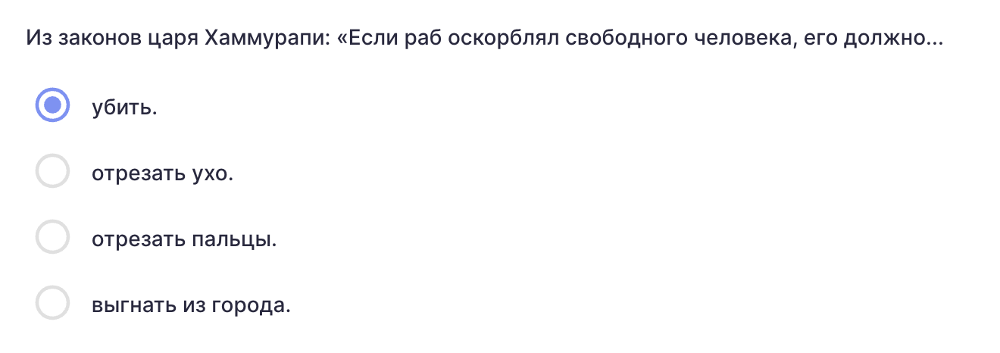 Из законов царя Хаммурапи: «Если раб оскорблял свободного человека, его должно...
убить.
отрезать ухо.
отрезать пальцы.
выгнать из города.